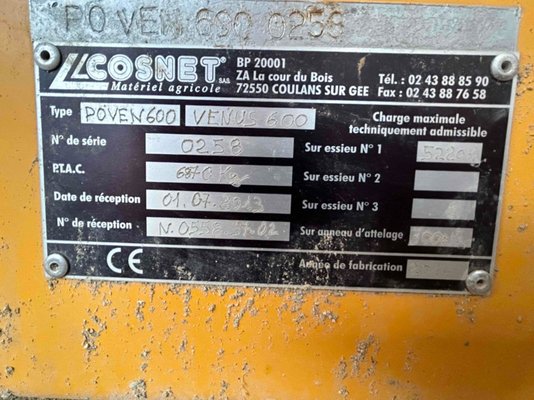 PO VEN 600 0258
COSNET SAS
Matériel agricole
BP 20001
ZA La cour du Bois
72550 COULANS SUR GEE
Tél. : 02 43 88 85 90
Fax : 02 43 88 76 58
Type POVEN600 VENUS 600
N° de série 0258
P.T.A.C.
Date de réception 01.07.2013
N° de réception
Charge maximale
techniquement admissible
Sur essieu N° 1
Sur essieu N° 2
Sur essieu N° 3
Sur anneau d'attelage
Année de fabrication
CE